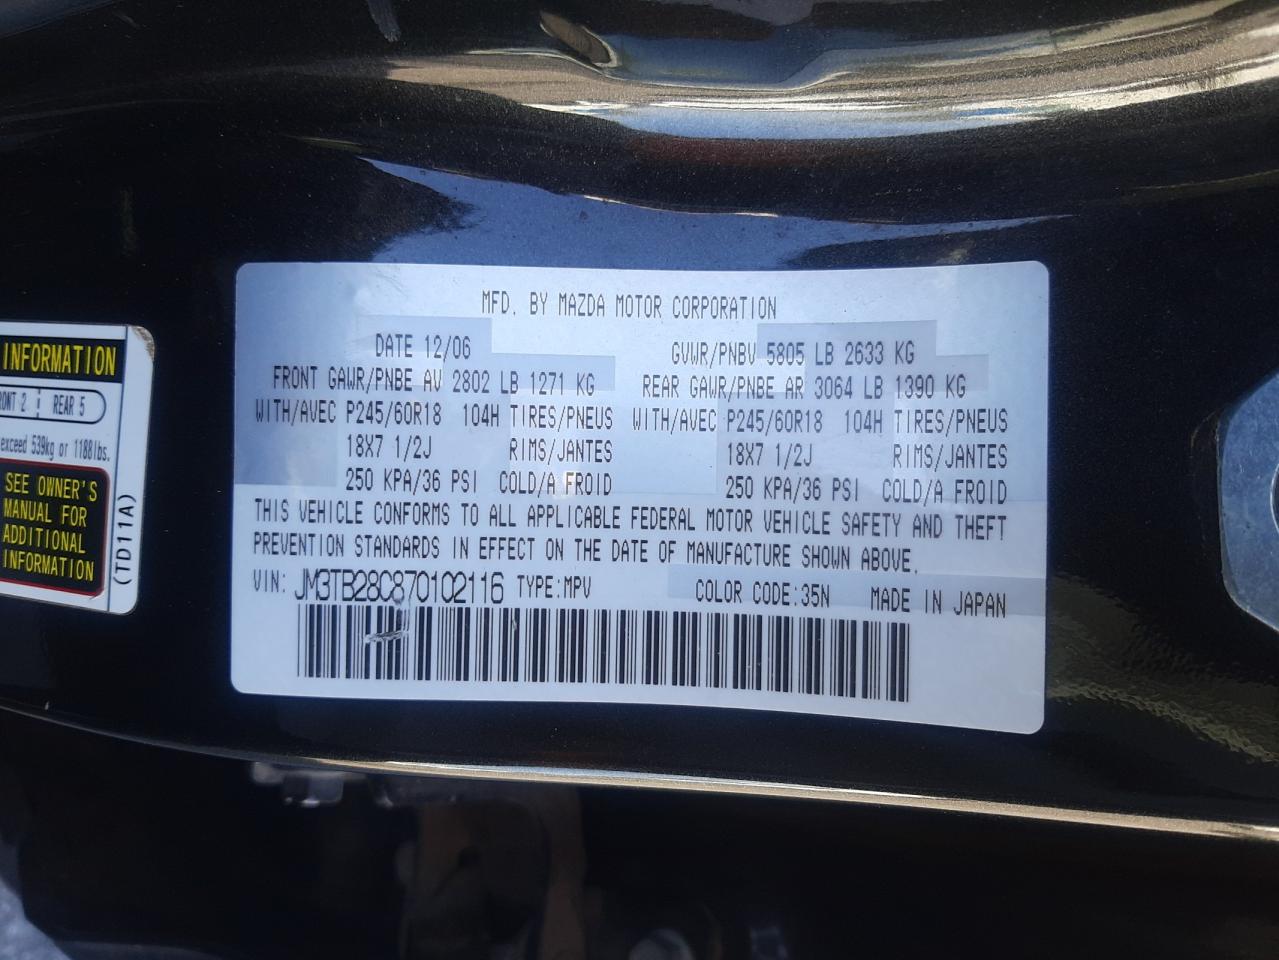 INFORMATION
ONT 2 REAR 5
exceed 539kg or 1188lbs.
SEE OWNER'S
MANUAL FOR
ADDITIONAL
INFORMATION
(TD11A)
MFD. BY MAZDA MOTOR CORPORATION
DATE 12/06 GVWR/PNBV 5805 LB 2633 KG
FRONT GAWR/PNBE AV 2802 LB 1271 KG REAR GAWR/PNBE AR 3064 LB 1390 KG
WITH/AVEC P245/60R18 104H TIRES/PNEUS WITH/AVEC P245/60R18 104H TIRES/PNEUS
18X7 1/2J RIMS/JANTES 18X7 1/2J RIMS/JANTES
250 KPA/36 PSI COLD/A FROID 250 KPA/36 PSI COLD/A FROID
THIS VEHICLE CONFORMS TO ALL APPLICABLE FEDERAL MOTOR VEHICLE SAFETY AND THEFT
PREVENTION STANDARDS IN EFFECT ON THE DATE OF MANUFACTURE SHOWN ABOVE.
VIN: JM3TB28C870102116 TYPE:MPV COLOR CODE:35N MADE IN JAPAN